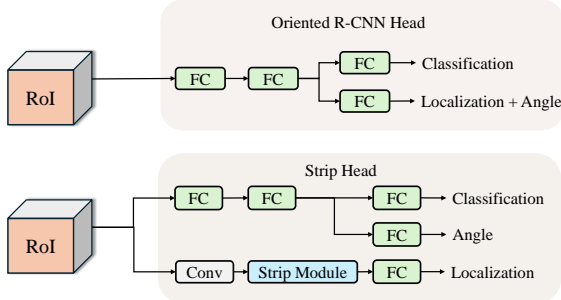 Oriented R-CNN Head
RoI
FC
FC
FC
Classification
FC
Localization + Angle
Strip Head
RoI
FC
FC
FC
Classification
FC
Angle
Conv
Strip Module
FC
Localization